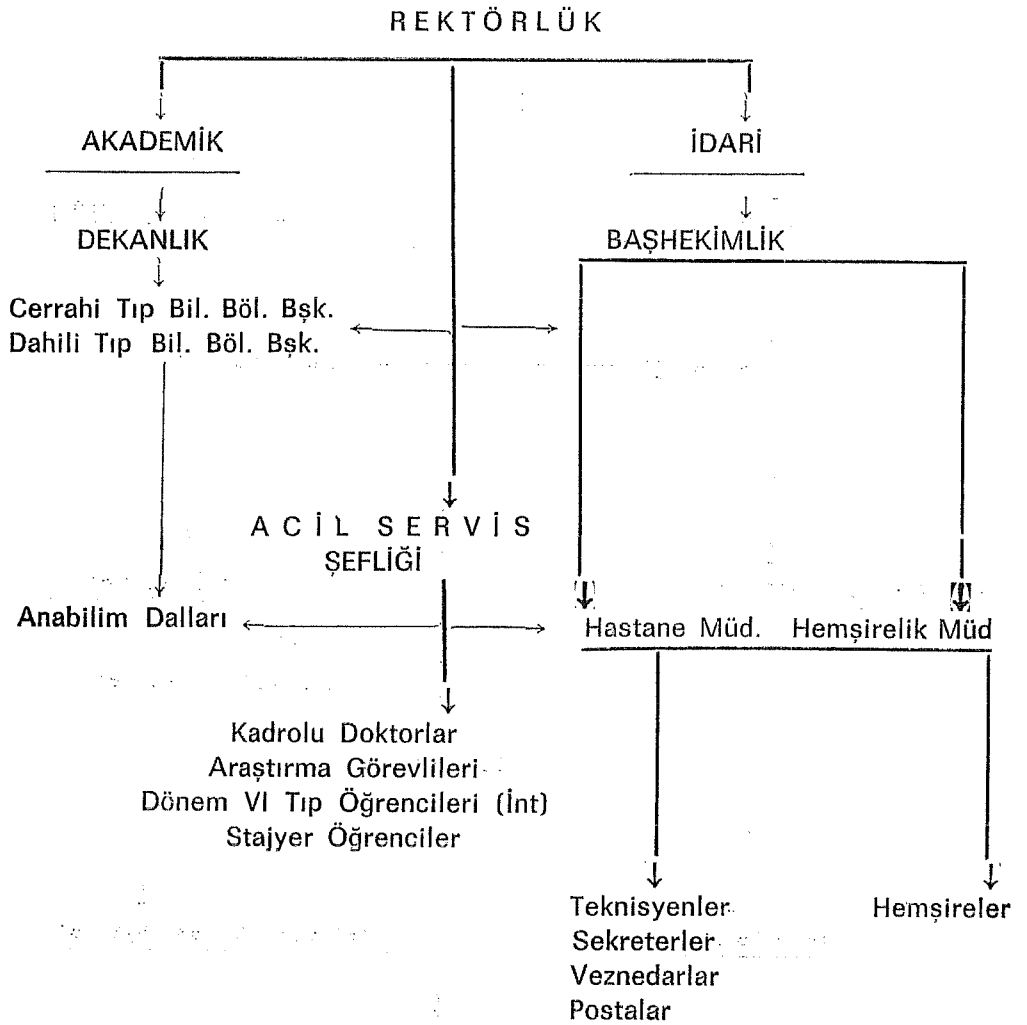 REKTÖRLÜK
AKADEMİK
İDARİ
DEKANLIK
BAŞHEKİMLİK
Cerrahi Tıp Bil. Böl. Bşk.
Dahili Tıp Bil. Böl. Bşk.
ACİL SERVİS
ŞEFLİĞİ
Anabilim Dalları
Hastane Müd.
Hemşirelik Müd
Kadrolu Doktorlar
Araştırma Görevlileri
Dönem VI Tıp Öğrencileri (İnt)
Stajyer Öğrenciler
Teknisyenler
Sekreterler
Veznedarlar
Postalar
Hemşireler